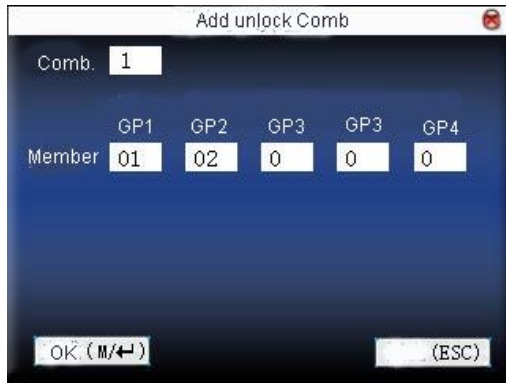 Add unlock Comb
Comb. 1
GP1 GP2 GP3 GP3 GP4
Member 01 02 0 0 0
OK (M/↵) (ESC)